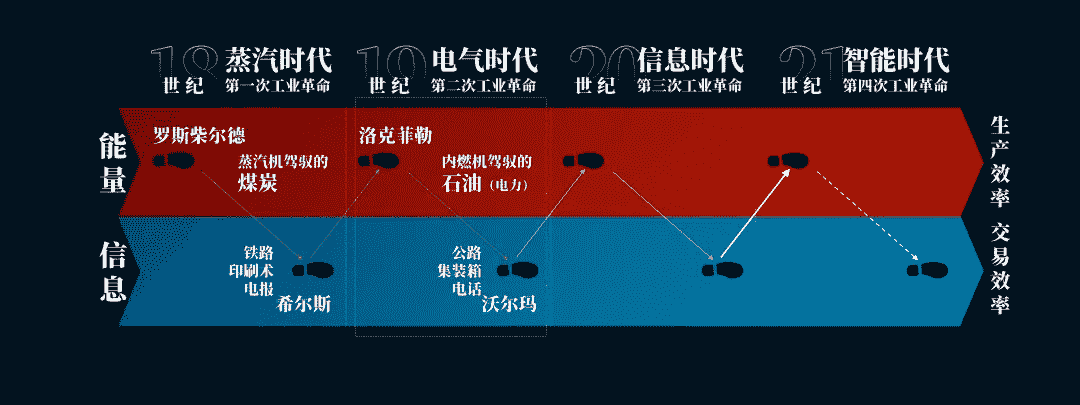 18
世纪
蒸汽时代
第一次工业革命
19
世纪
电气时代
第二次工业革命
20
世纪
信息时代
第三次工业革命
21
世纪
智能时代
第四次工业革命
能量
罗斯柴尔德
蒸汽机驾驭的
煤炭
洛克菲勒
内燃机驾驭的
石油（电力）
生产效率
信息
铁路
印刷术
电报
希尔斯
公路
集装箱
电话
沃尔玛
交易效率